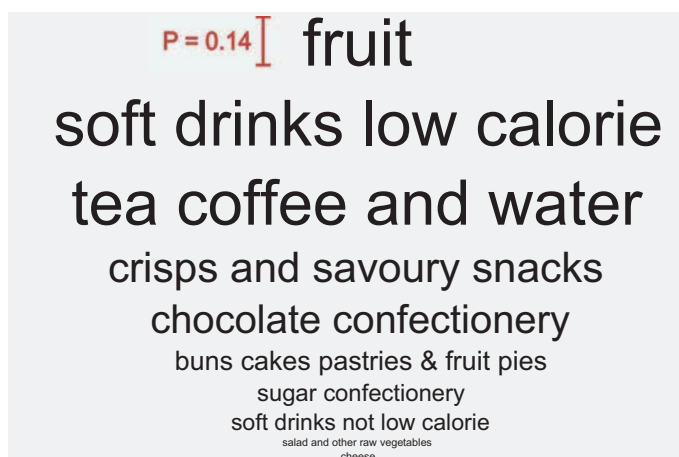 P = 0.14 fruit
soft drinks low calorie
tea coffee and water
crisps and savoury snacks
chocolate confectionery
buns cakes pastries & fruit pies
sugar confectionery
soft drinks not low calorie
salad and other raw vegetables
cheese